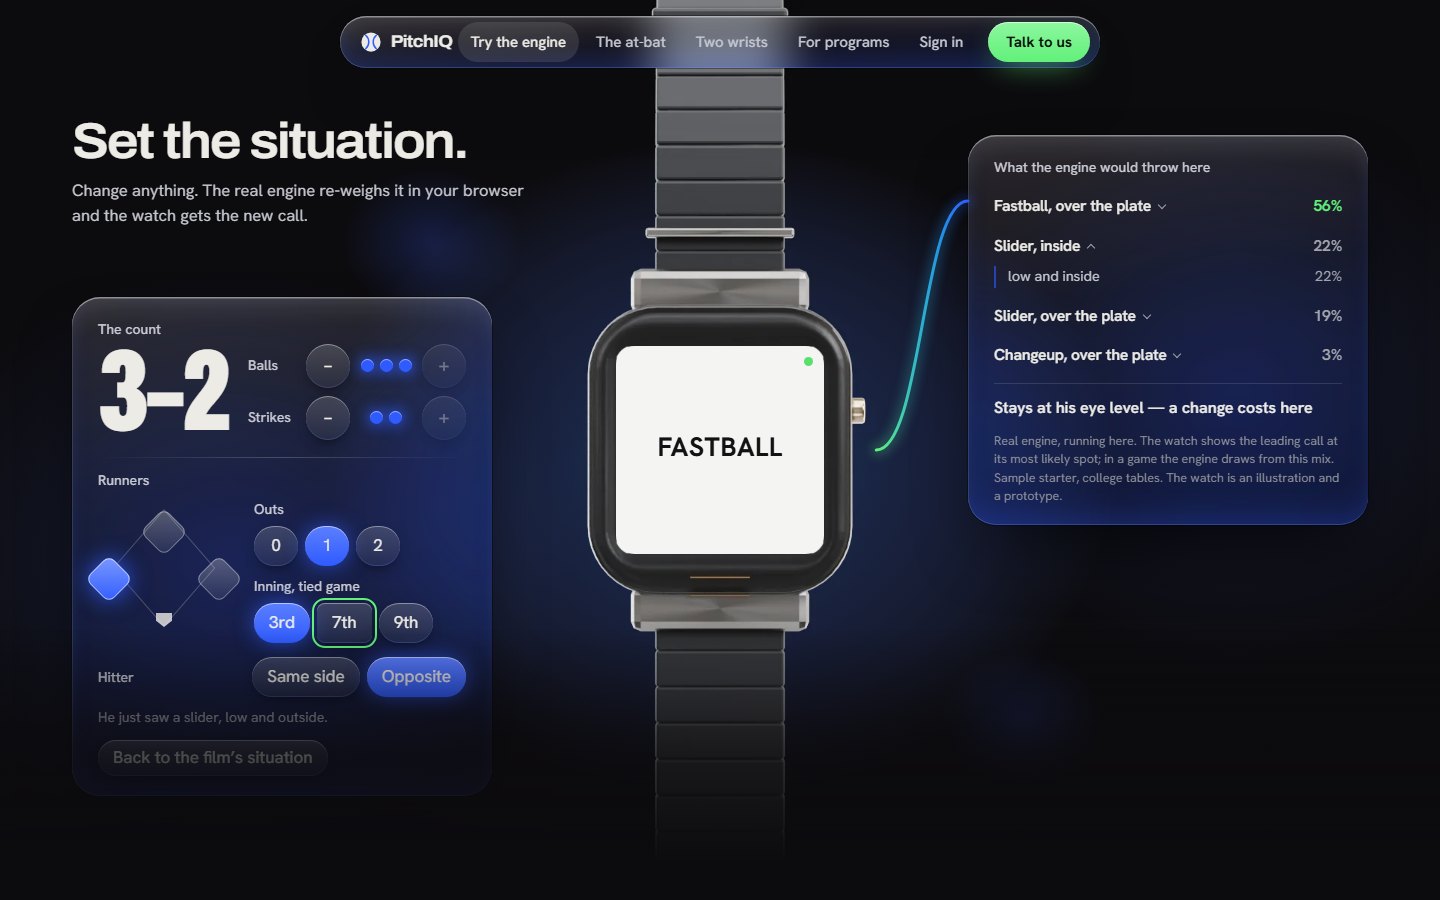 PitchIQ
Try the engine
The at-bat
Two wrists
For programs
Sign in
Talk to us
Set the situation.
Change anything. The real engine re-weighs it in your browser
and the watch gets the new call.
The count
3–2
Balls
-
+
Strikes
-
+
Runners
Outs
0
1
2
Inning, tied game
3rd
7th
9th
Hitter
Same side
Opposite
He just saw a slider, low and outside.
Back to the film’s situation
FASTBALL
What the engine would throw here
Fastball, over the plate 56%
Slider, inside 22%
low and inside 22%
Slider, over the plate 19%
Changeup, over the plate 3%
Stays at his eye level — a change costs here
Real engine, running here. The watch shows the leading call at
its most likely spot; in a game the engine draws from this mix.
Sample starter, college tables. The watch is an illustration and
a prototype.